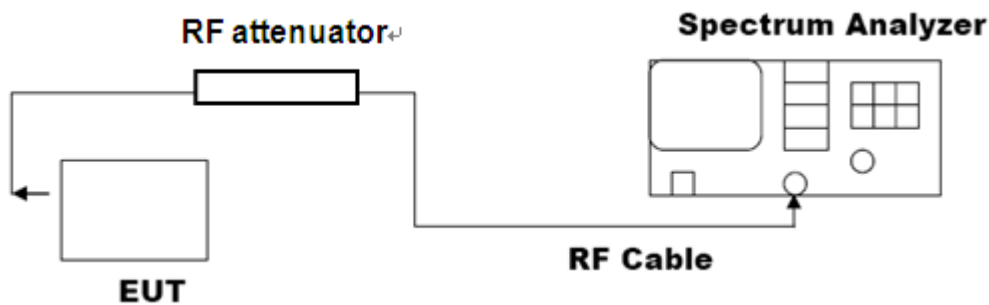 RF attenuator↵
Spectrum Analyzer
RF Cable
EUT